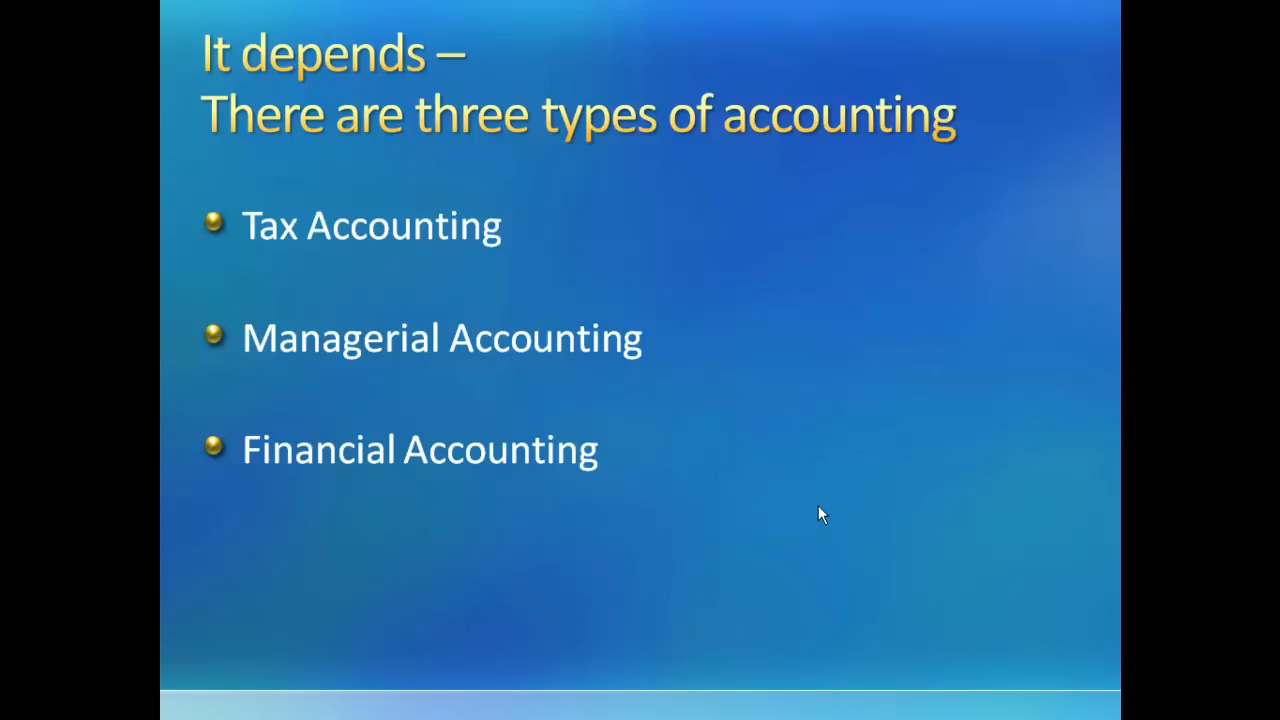 It depends –
There are three types of accounting
Tax Accounting
Managerial Accounting
Financial Accounting